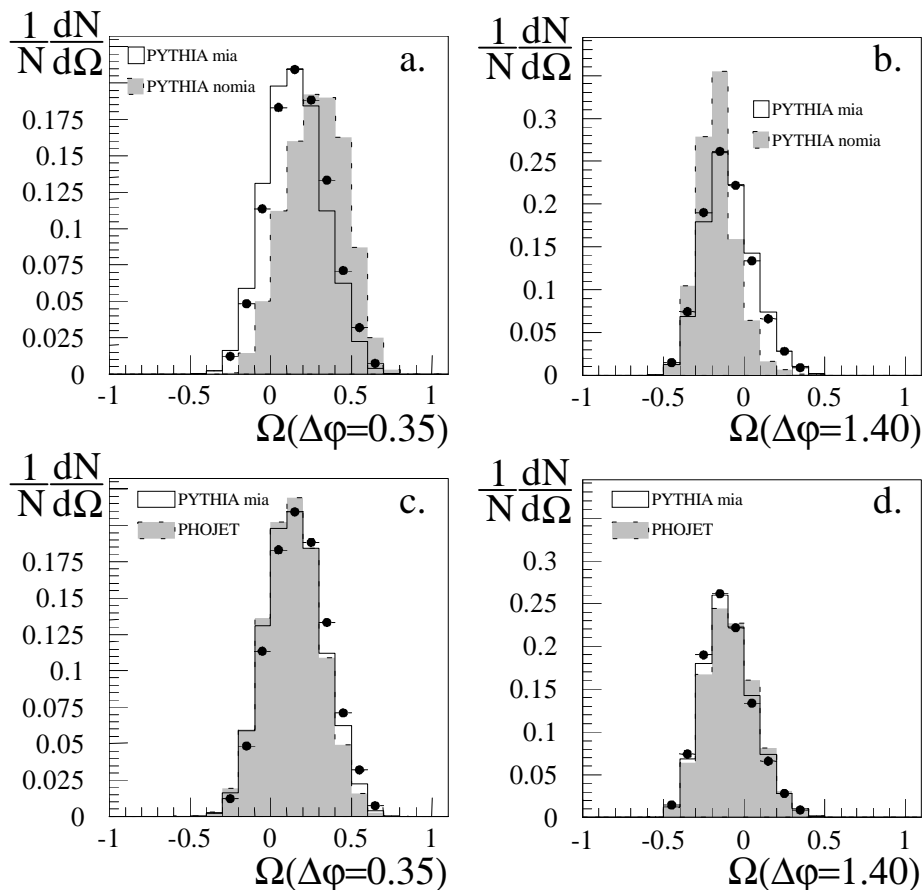 1/N dN/dΩ
PYTHIA mia
PYTHIA nomia
a.
0.175
0.15
0.125
0.1
0.075
0.05
0.025
0
-1 -0.5 0 0.5 1
Ω(Δφ=0.35)
1/N dN/dΩ
b.
PYTHIA mia
PYTHIA nomia
0.3
0.25
0.2
0.15
0.1
0.05
0
-1 -0.5 0 0.5 1
Ω(Δφ=1.40)
1/N dN/dΩ
PYTHIA mia
PHOJET
c.
0.175
0.15
0.125
0.1
0.075
0.05
0.025
0
-1 -0.5 0 0.5 1
Ω(Δφ=0.35)
1/N dN/dΩ
PYTHIA mia
PHOJET
d.
0.3
0.25
0.2
0.15
0.1
0.05
0
-1 -0.5 0 0.5 1
Ω(Δφ=1.40)